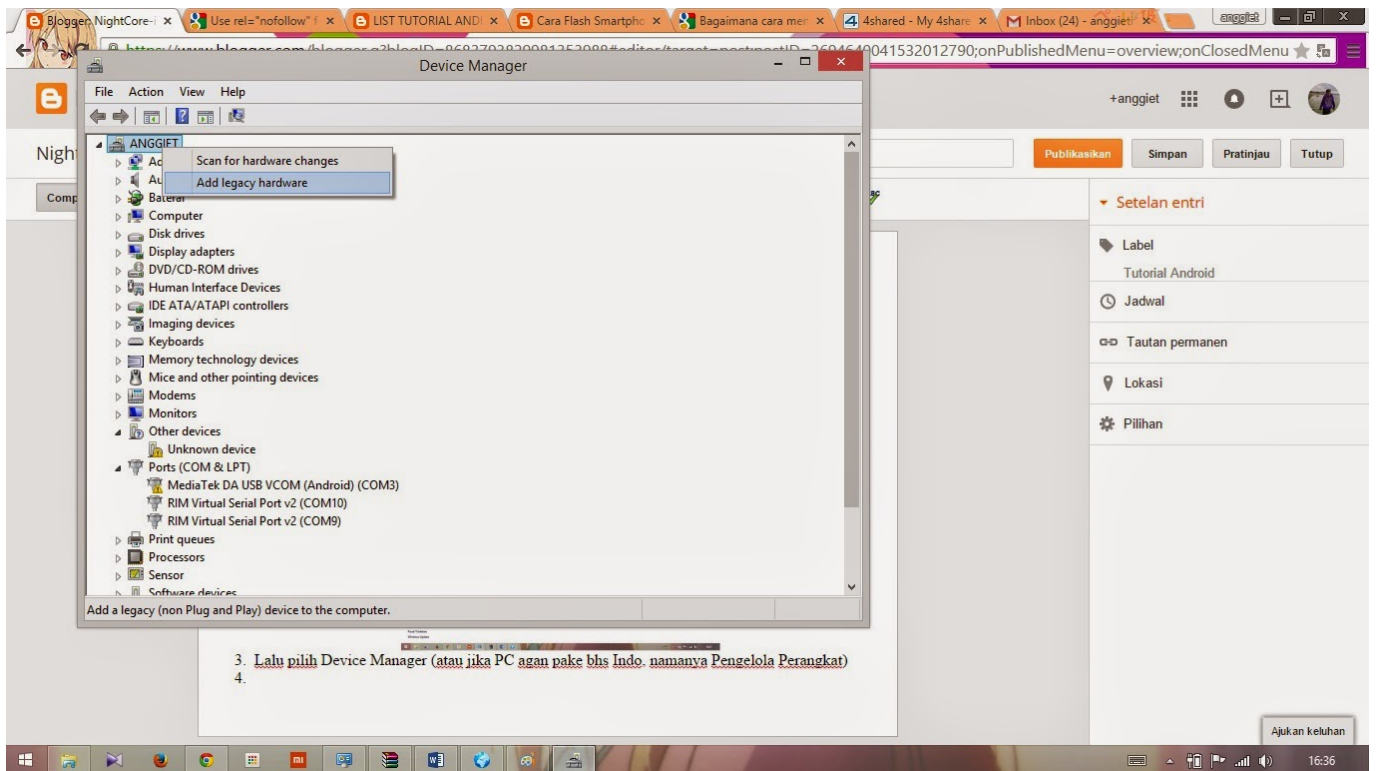 Blogger: NightCore-
Use rel="nofollow" f
LIST TUTORIAL ANDI
Cara Flash Smartpho
Bagaimana cara mer
4shared - My 4share
Inbox (24) - anggiet
anggiet
041532012790;onPublishedMenu=overview;onClosedMenu
Device Manager
File Action View Help
+anggiet
ANGGIET
Scan for hardware changes
Add legacy hardware
Nigh
Publikasikan
Simpan
Pratinjau
Tutup
Comp
Ac
Au
Baterai
Computer
Disk drives
Display adapters
DVD/CD-ROM drives
Human Interface Devices
IDE ATA/ATAPI controllers
Imaging devices
Keyboards
Memory technology devices
Mice and other pointing devices
Modems
Monitors
Other devices
Unknown device
Ports (COM & LPT)
MediaTek DA USB VCOM (Android) (COM3)
RIM Virtual Serial Port v2 (COM10)
RIM Virtual Serial Port v2 (COM9)
Print queues
Processors
Sensor
Software devices
Add a legacy (non Plug and Play) device to the computer.
Setelan entri
Label
Tutorial Android
Jadwal
Tautan permanen
Lokasi
Pilihan
3. Lalu pilih Device Manager (atau jika PC agan pake bhs Indo, namanya Pengelola Perangkat)
4.
Ajukan keluhan
16:36